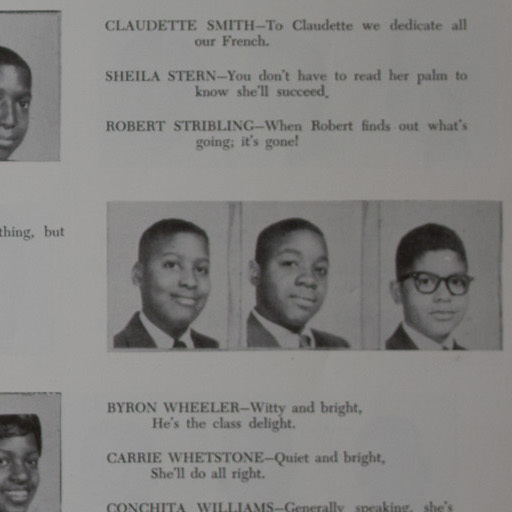 CLAUDETTE SMITH—To Claudette we dedicate all
our French.
SHEILA STERN—You don't have to read her palm to
know she'll succeed.
ROBERT STRIBLING—When Robert finds out what's
going; it's gone!
thing, but
BYRON WHEELER—Witty and bright,
He's the class delight.
CARRIE WHETSTONE—Quiet and bright,
She'll do all right.
CONCHITA WILLIAMS—Generally speaking, she's